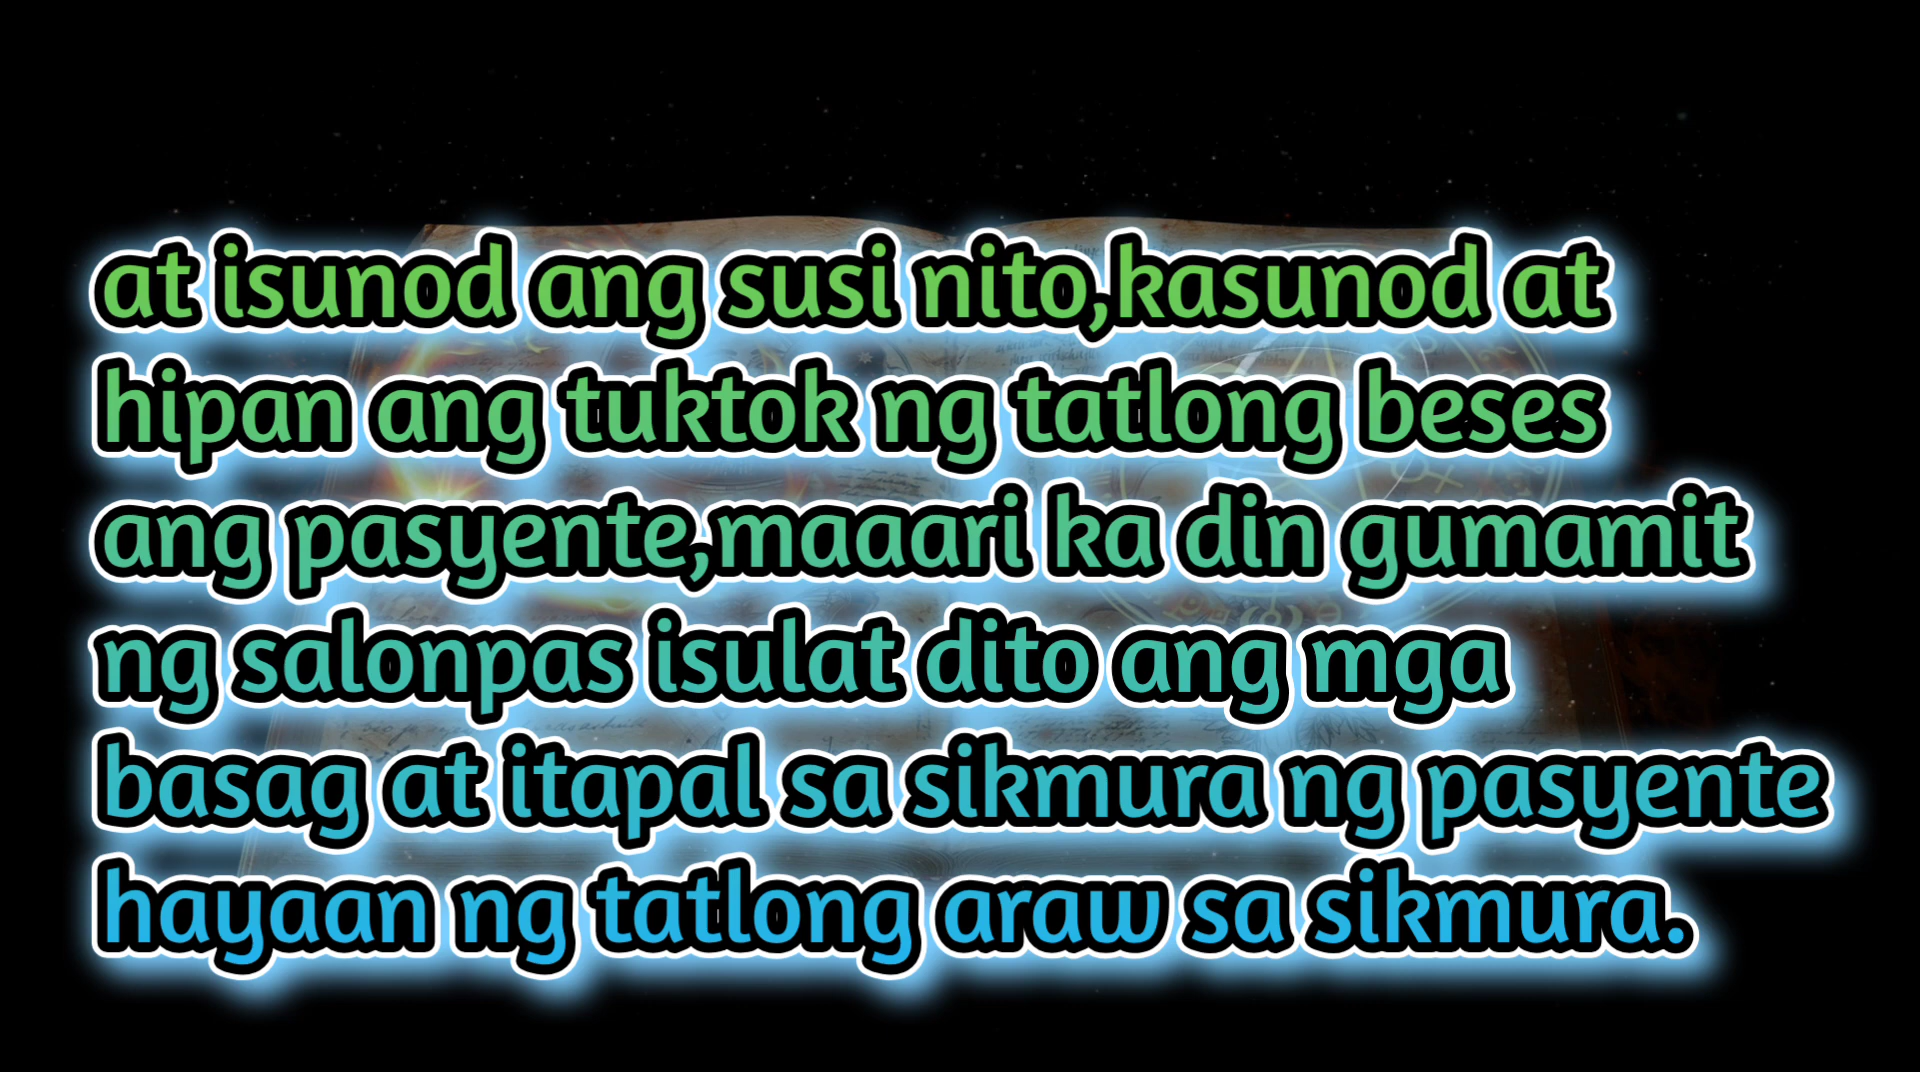 at isunod ang susi nito,kasunod at
hipan ang tuktok ng tatlong beses
ang pasyente,maaari ka din gumamit
ng salonpas isulat dito ang mga
basag at itapal sa sikmura ng pasyente
hayaan ng tatlong araw sa sikmura.